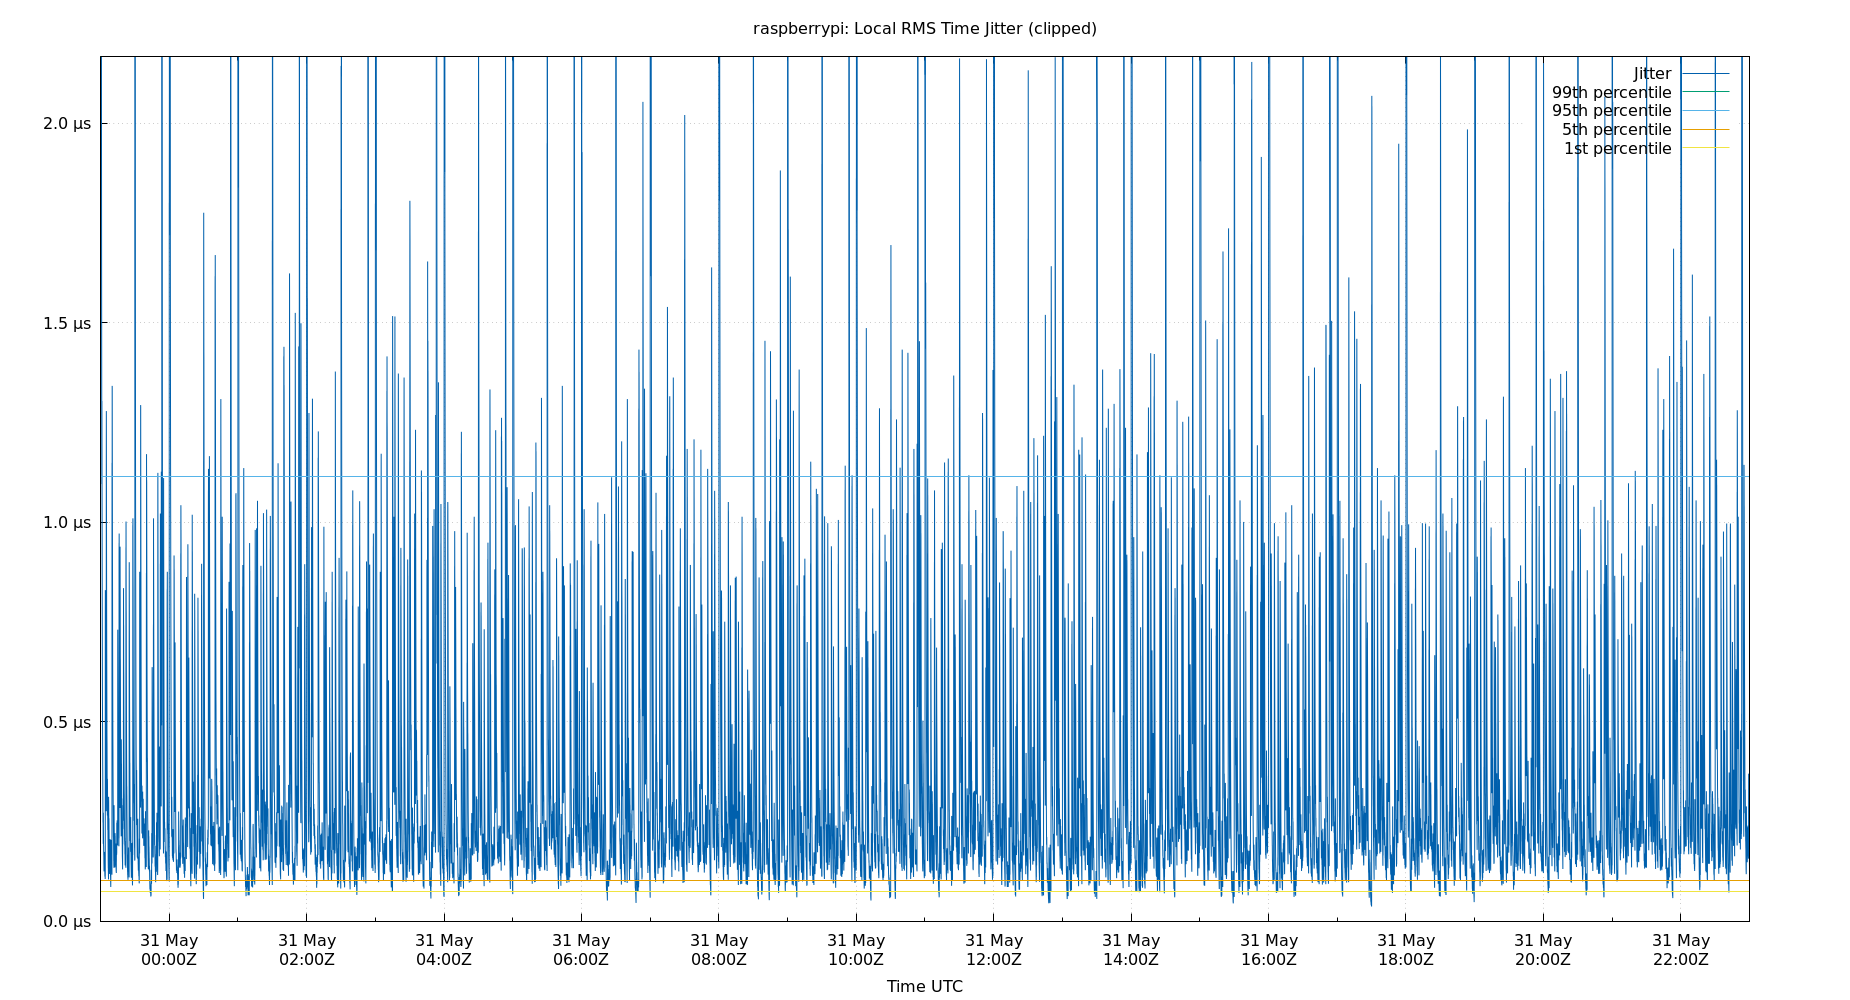 raspberrypi: Local RMS Time Jitter (clipped)
Jitter
99th percentile
95th percentile
5th percentile
1st percentile
2.0 µs
1.5 µs
1.0 µs
0.5 µs
0.0 µs
31 May 31 May 31 May 31 May 31 May 31 May 31 May 31 May 31 May 31 May 31 May 31 May
00:00Z 02:00Z 04:00Z 06:00Z 08:00Z 10:00Z 12:00Z 14:00Z 16:00Z 18:00Z 20:00Z 22:00Z
Time UTC